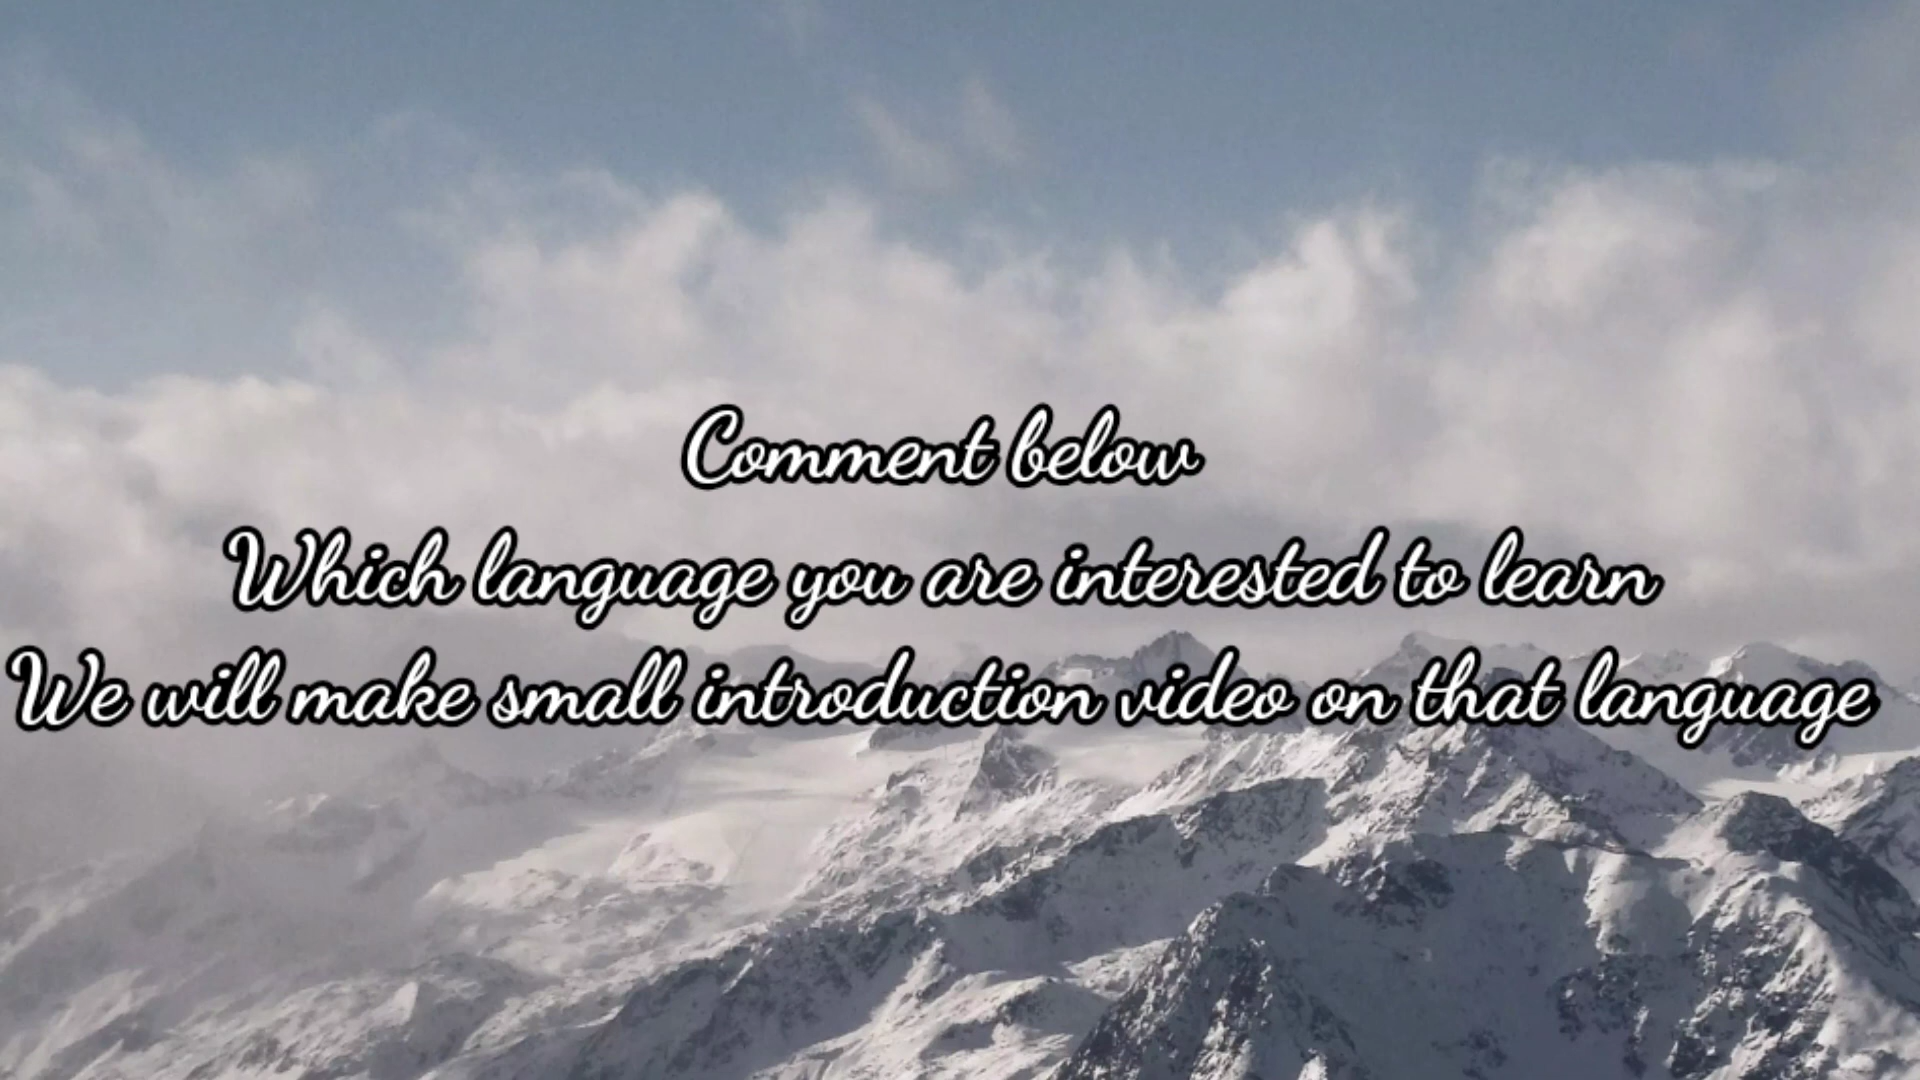 Comment below
Which language you are interested to learn
We will make small introduction video on that language